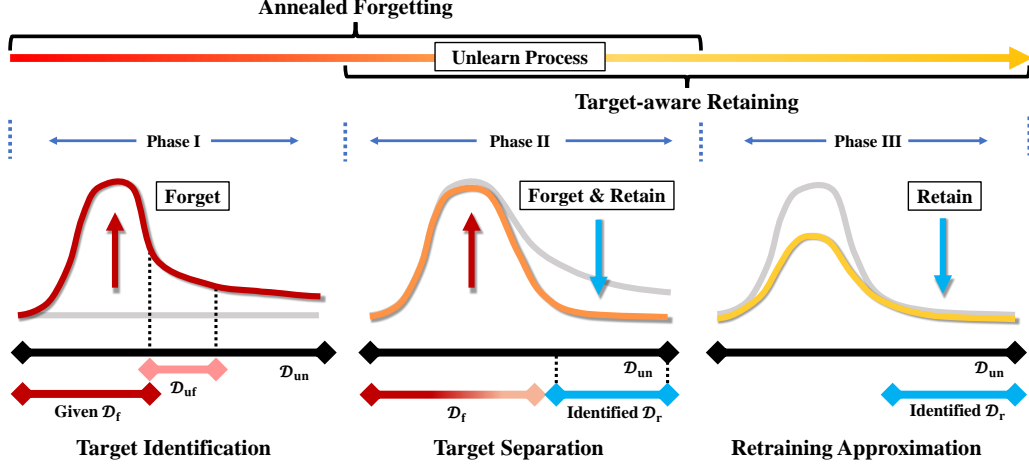 Annealed Forgetting
Unlearn Process
Target-aware Retaining
Phase I
Phase II
Phase III
Forget
Forget & Retain
Retain
𝒟un
𝒟uf
Given 𝒟f
𝒟un
𝒟f
Identified 𝒟r
𝒟un
Identified 𝒟r
Target Identification
Target Separation
Retraining Approximation